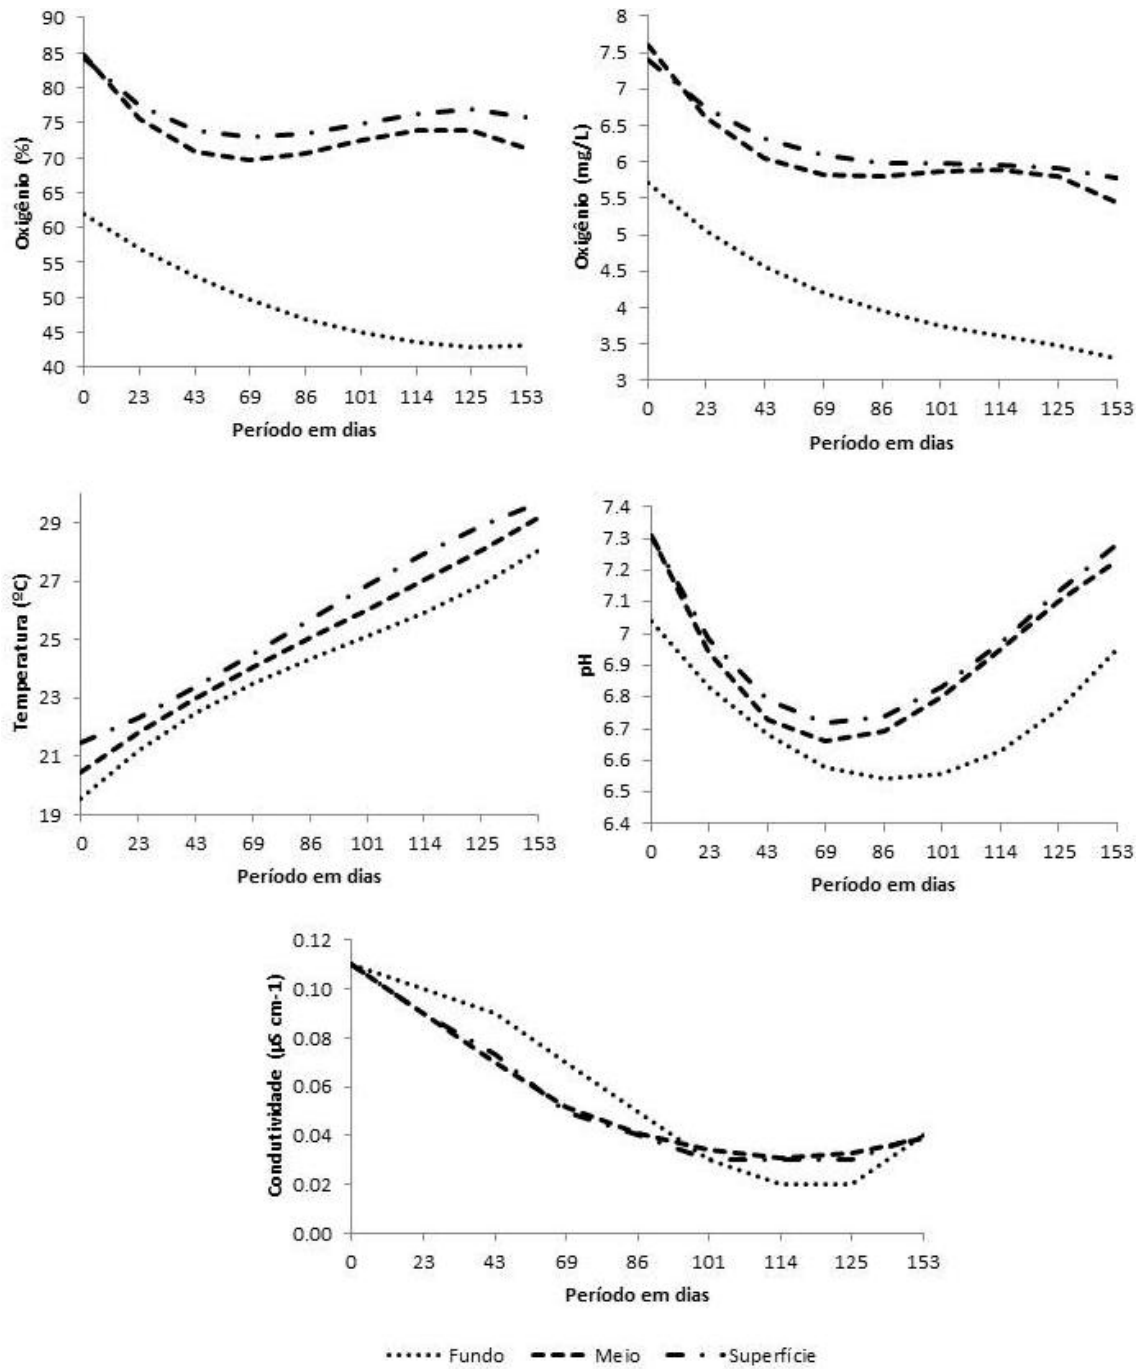 90
85
80
75
70
65
60
55
50
45
40
Oxigênio (%)
0 23 43 69 86 101 114 125 153
Período em dias
8
7.5
7
6.5
6
5.5
5
4.5
4
3.5
3
Oxigênio (mg/L)
0 23 43 69 86 101 114 125 153
Período em dias
29
27
25
23
21
19
Temperatura (ºC)
0 23 43 69 86 101 114 125 153
Período em dias
7.4
7.3
7.2
7.1
7
6.9
6.8
6.7
6.6
6.5
6.4
pH
0 23 43 69 86 101 114 125 153
Período em dias
0.12
0.10
0.08
0.06
0.04
0.02
0.00
Condutividade (µS cm-1)
0 23 43 69 86 101 114 125 153
Período em dias
Fundo Meio Superfície